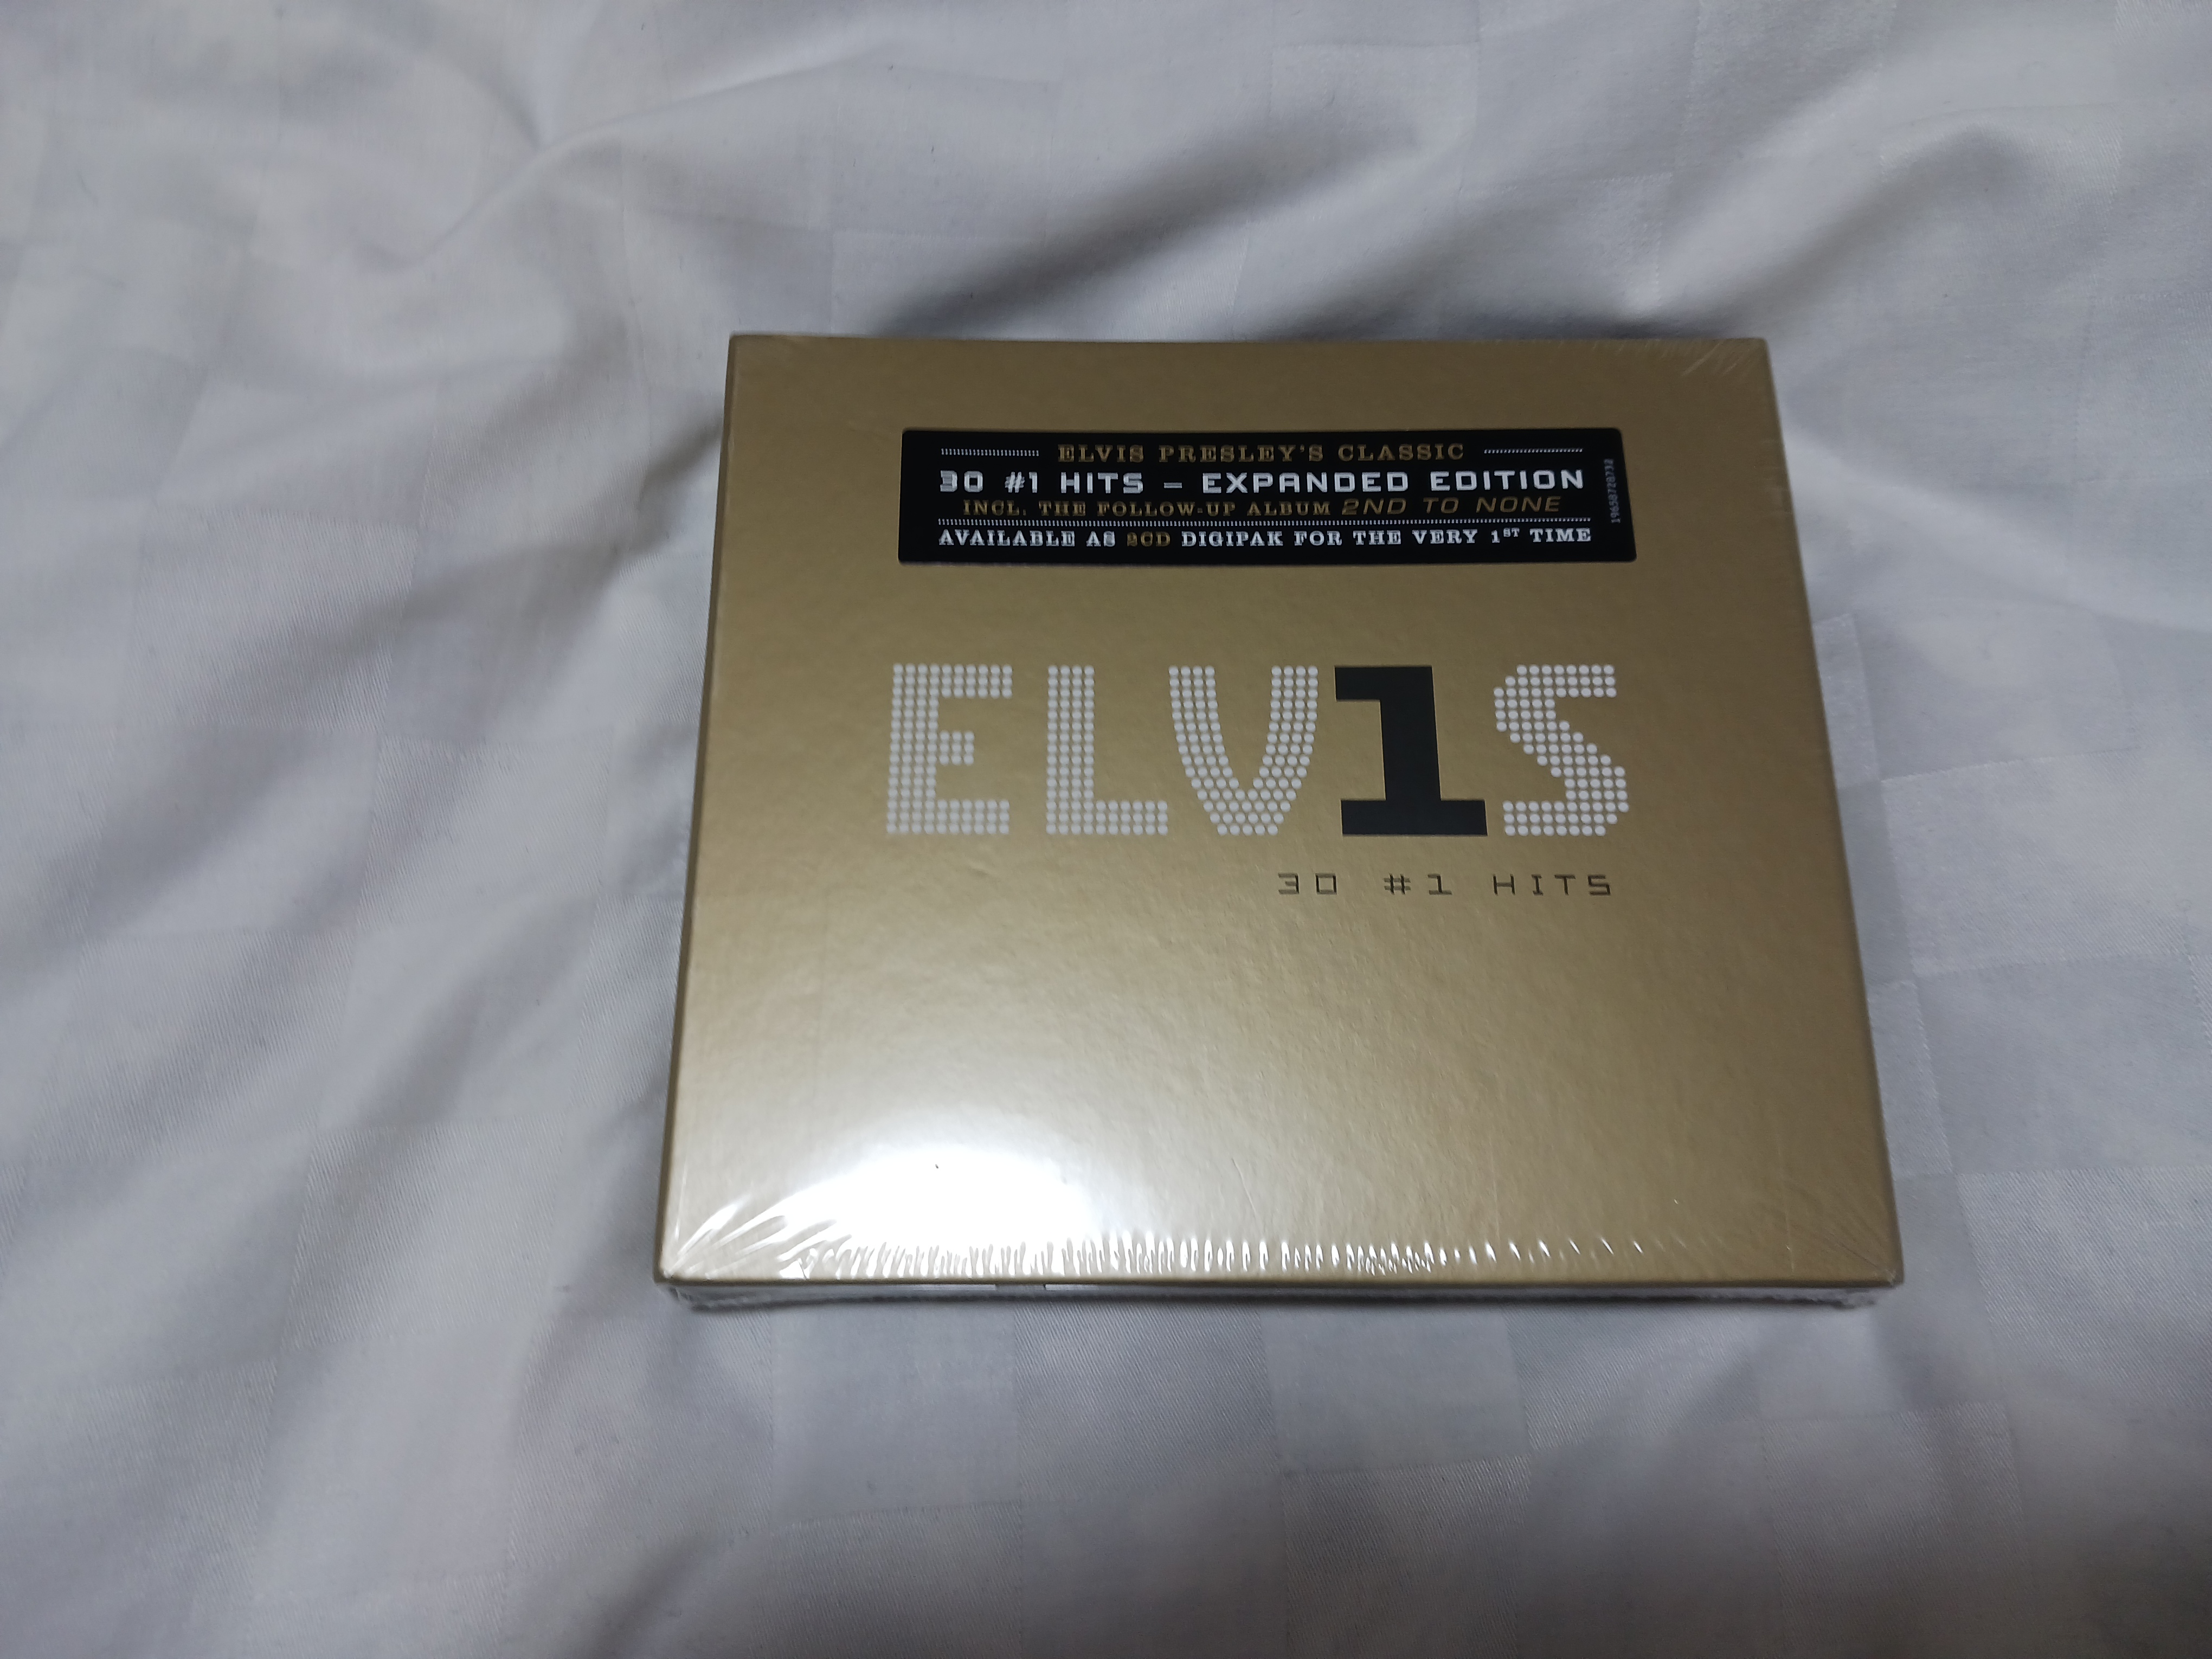 ELVIS PRESLEY'S CLASSIC
30 #1 HITS – EXPANDED EDITION
INCL. THE FOLLOW-UP ALBUM 2ND TO NONE
AVAILABLE AS 2CD DIGIPAK FOR THE VERY 1ST TIME
19658728732
ELV1S
30 #1 HITS